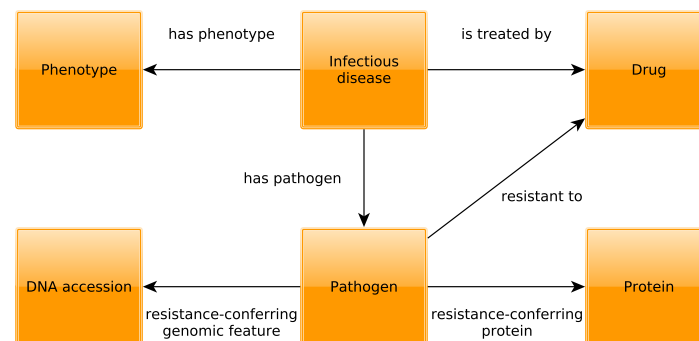 has phenotype
is treated by
Phenotype
Infectious
disease
Drug
has pathogen
resistant to
DNA accession
Pathogen
Protein
resistance-conferring
genomic feature
resistance-conferring
protein